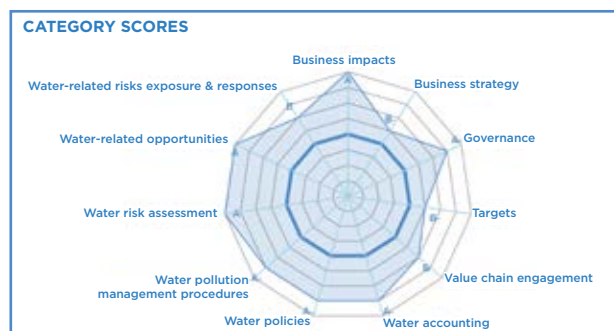 CATEGORY SCORES
Business impacts
Water-related risks exposure & responses
Business strategy
Water-related opportunities
Governance
Water risk assessment
Targets
Water pollution
management procedures
Value chain engagement
Water policies
Water accounting